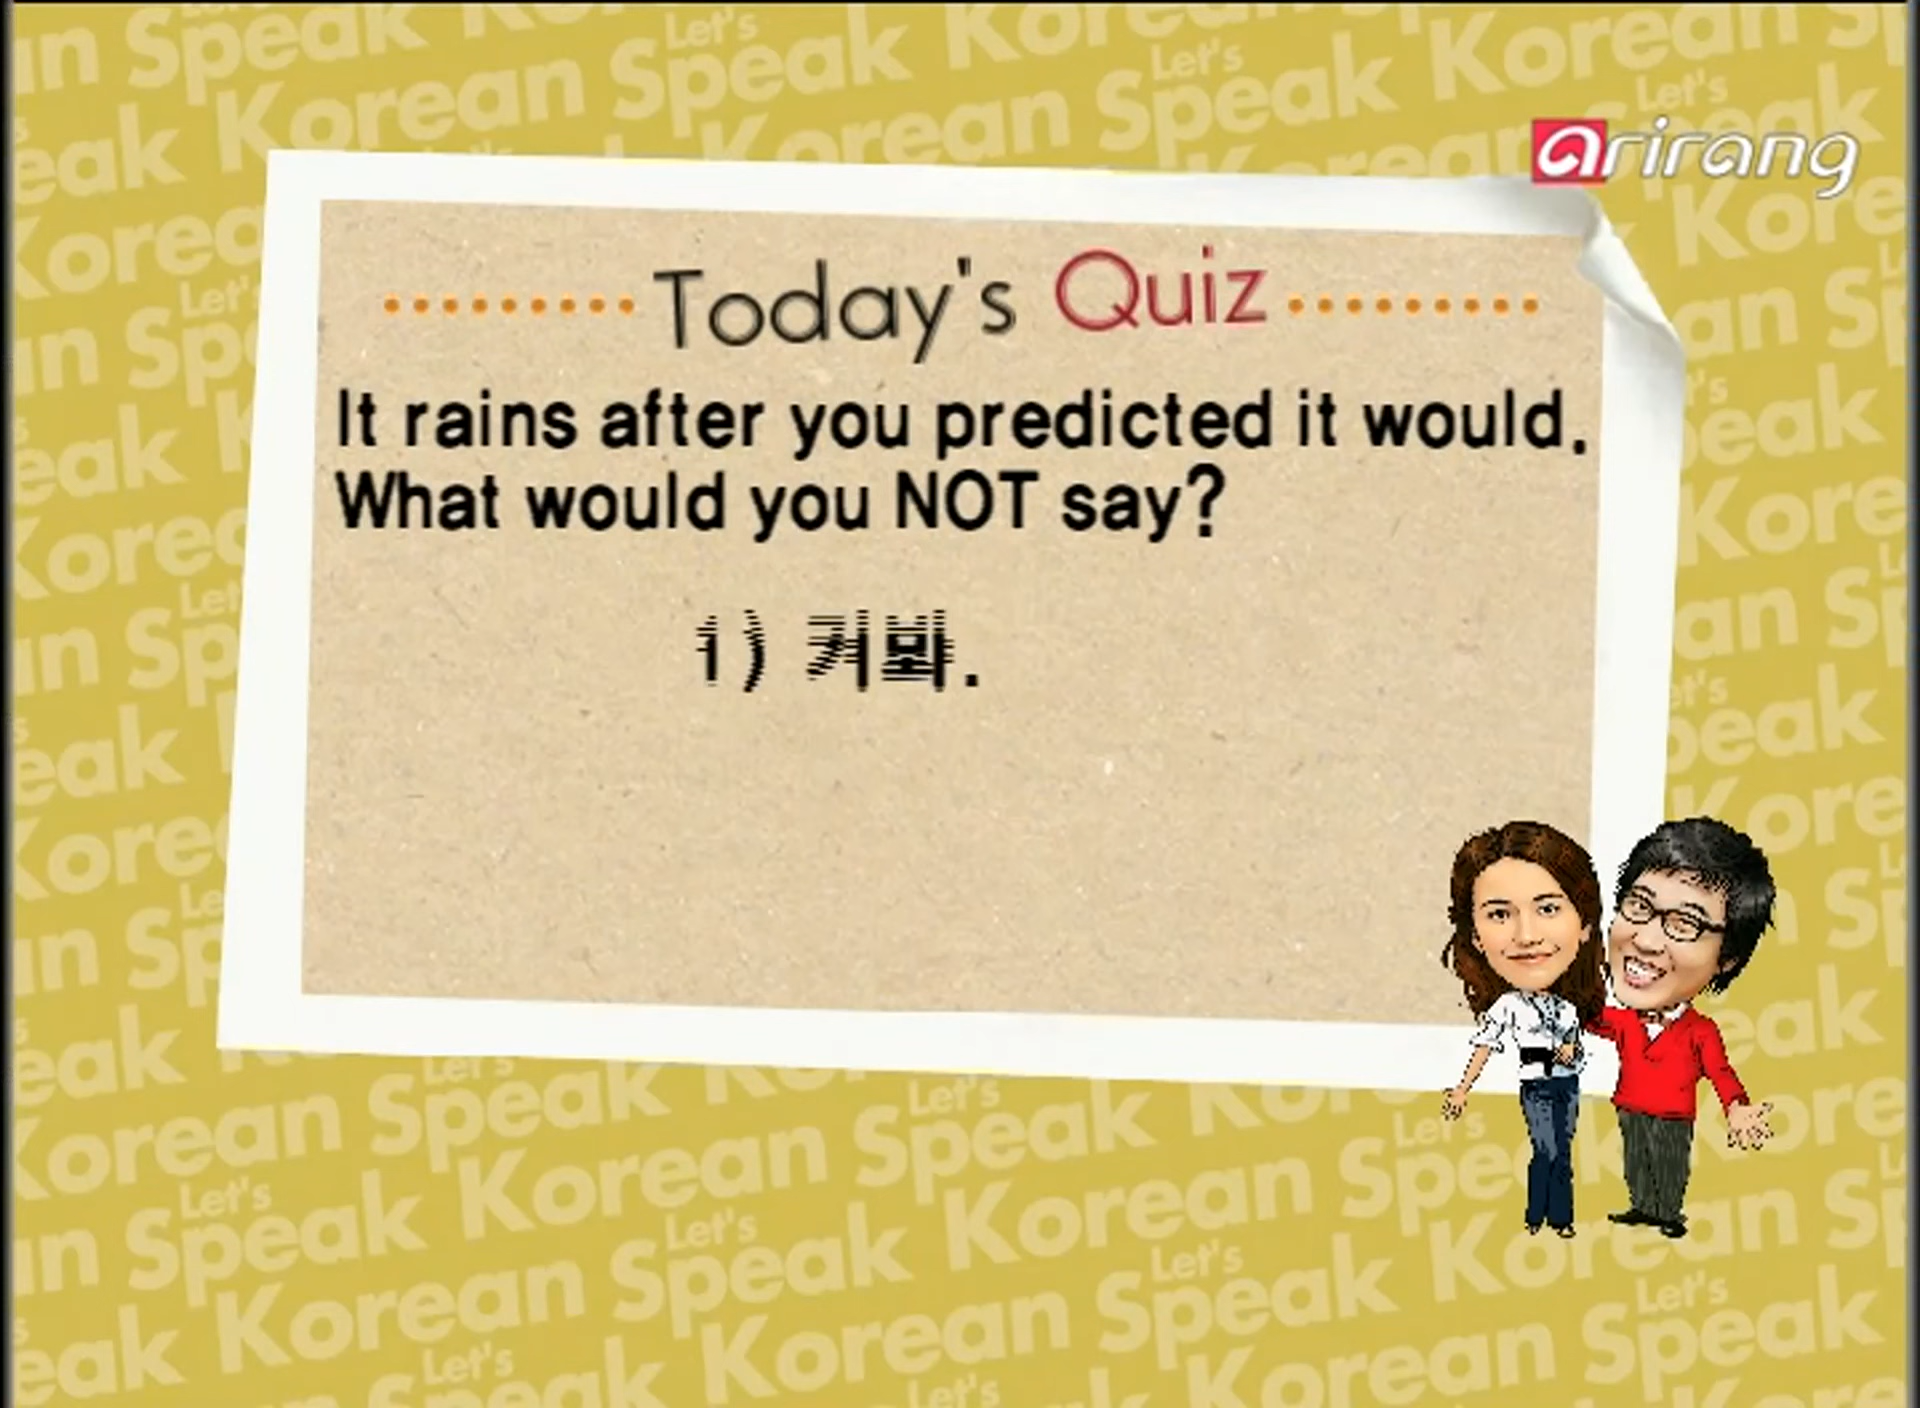 arirang
Today's Quiz
It rains after you predicted it would.
What would you NOT say?
1) 거봐.